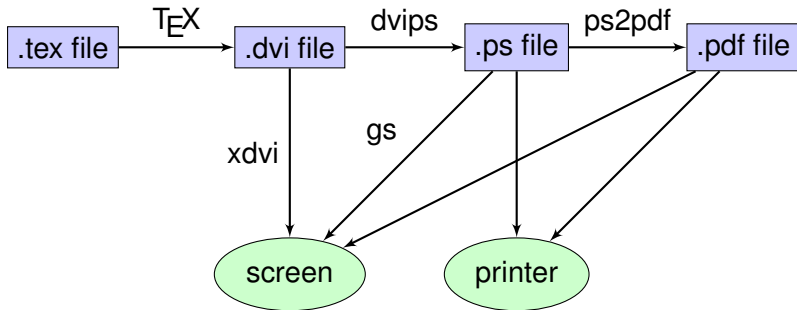 TEX
dvips
ps2pdf
.tex file
.dvi file
.ps file
.pdf file
xdvi
gs
screen
printer